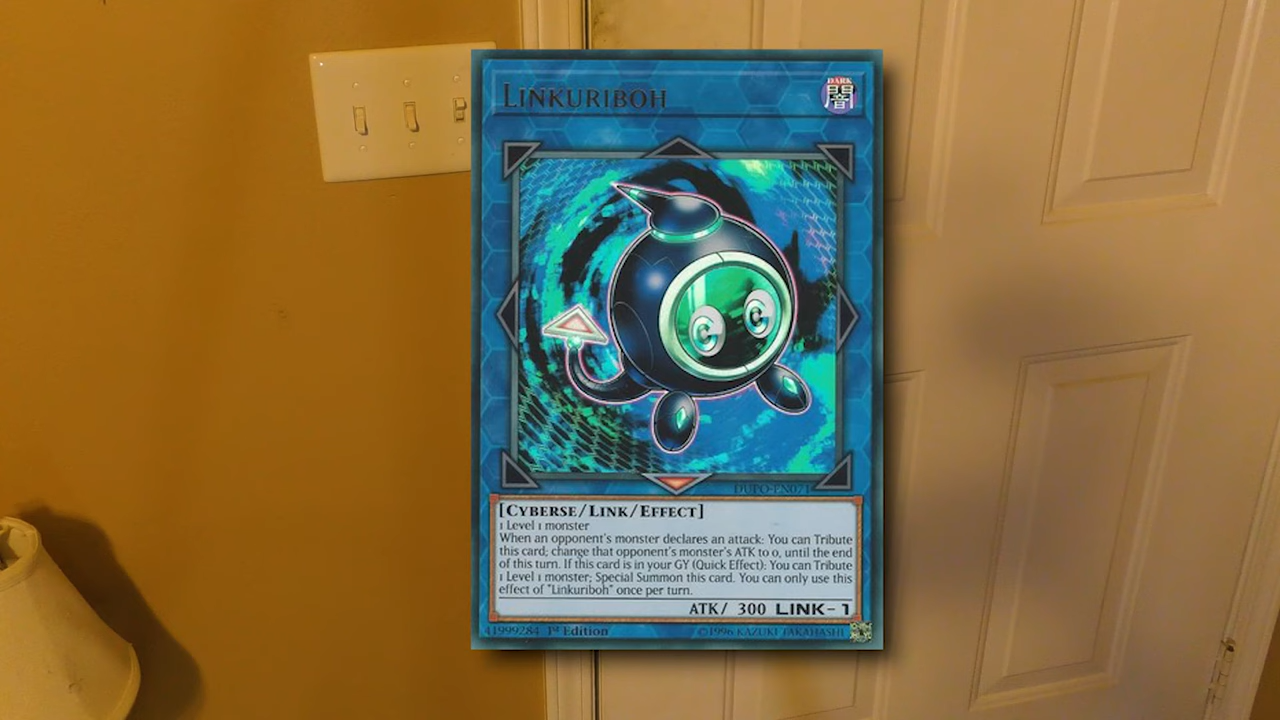 LINKURIBOH
DARK
闇
DUPO-EN071
[CYBERSE/LINK/EFFECT]
1 Level 1 monster
When an opponent's monster declares an attack: You can Tribute
this card; change that opponent's monster's ATK to 0, until the end
of this turn. If this card is in your GY (Quick Effect): You can Tribute
1 Level 1 monster; Special Summon this card. You can only use this
effect of "Linkuriboh" once per turn.
ATK/ 300 LINK-1
41999284 1st Edition
©1996 KAZUKI TAKAHASHI